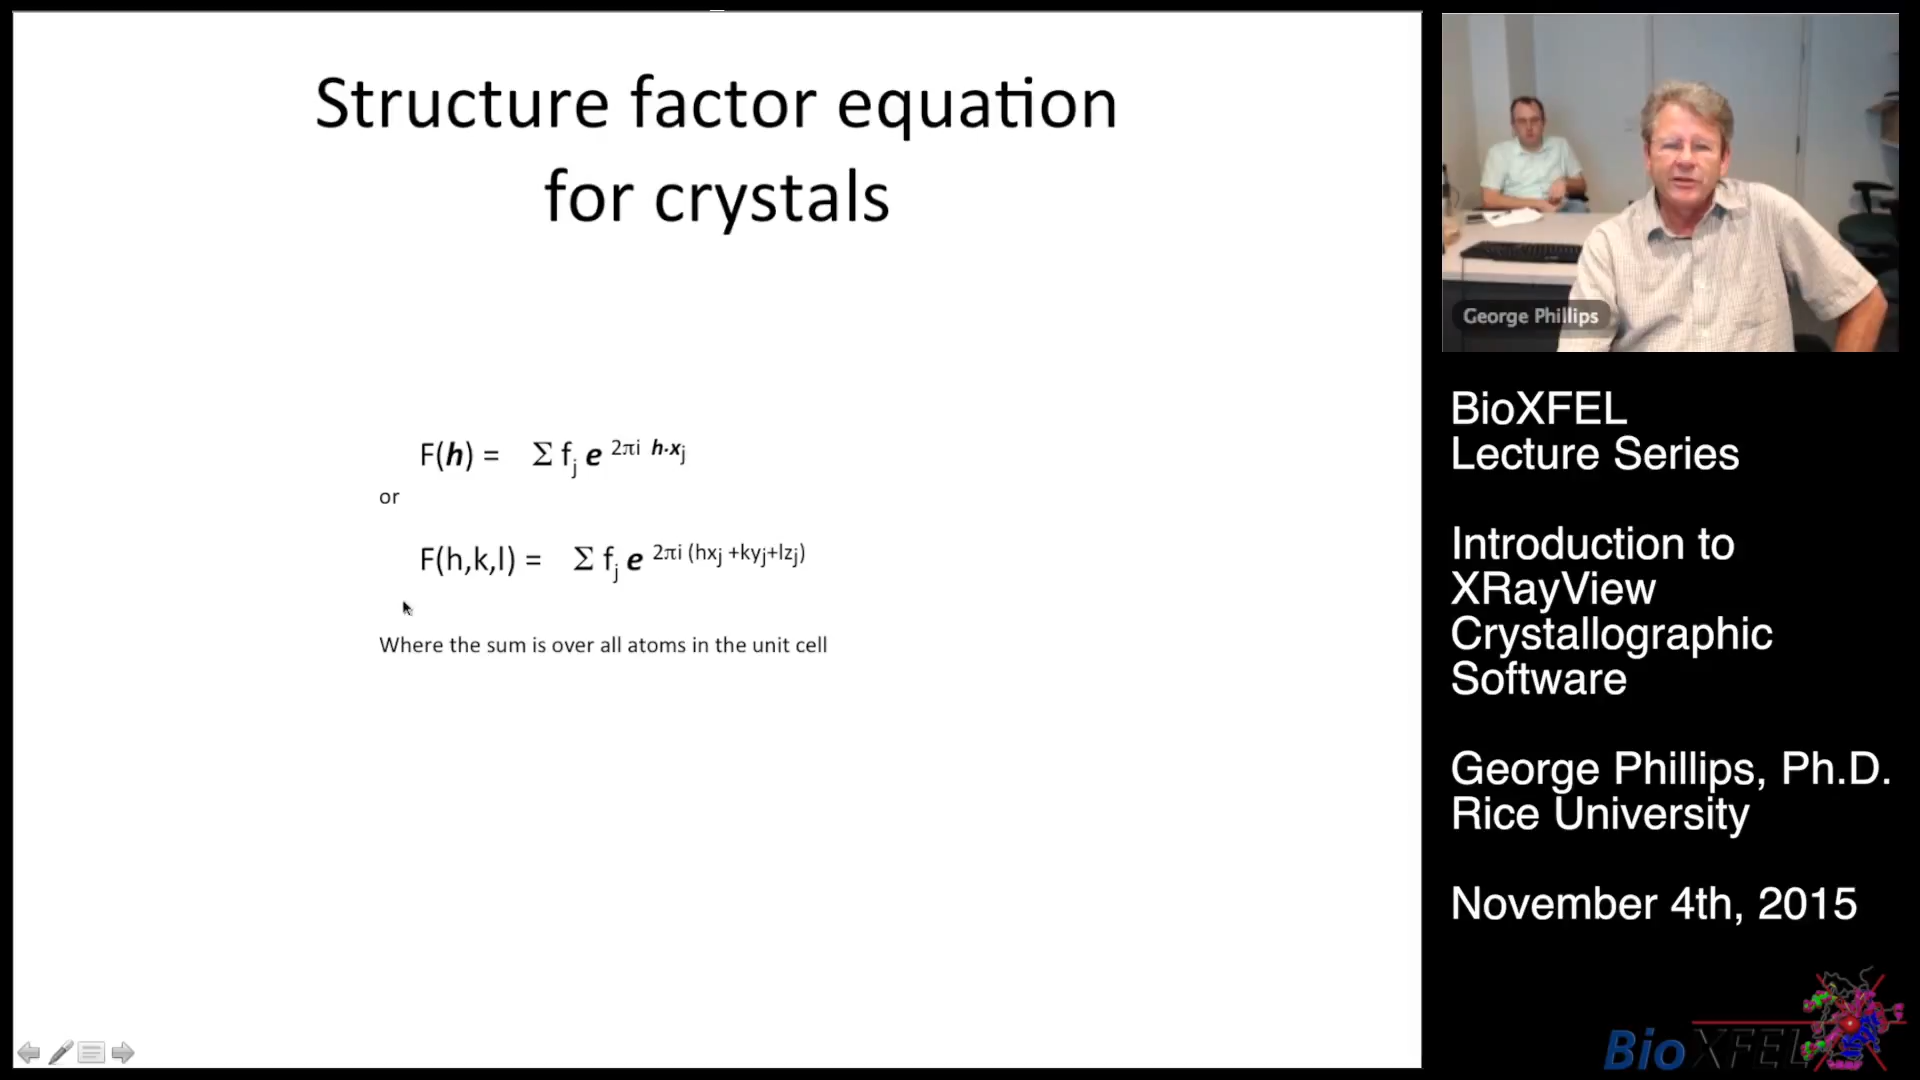 Structure factor equation
for crystals
F(h) = Σ fj e 2πi h·xj
or
F(h,k,l) = Σ fj e 2πi (hxj +kyj+lzj)
Where the sum is over all atoms in the unit cell
George Phillips
BioXFEL
Lecture Series
Introduction to
XRayView
Crystallographic
Software
George Phillips, Ph.D.
Rice University
November 4th, 2015
BioXFEL